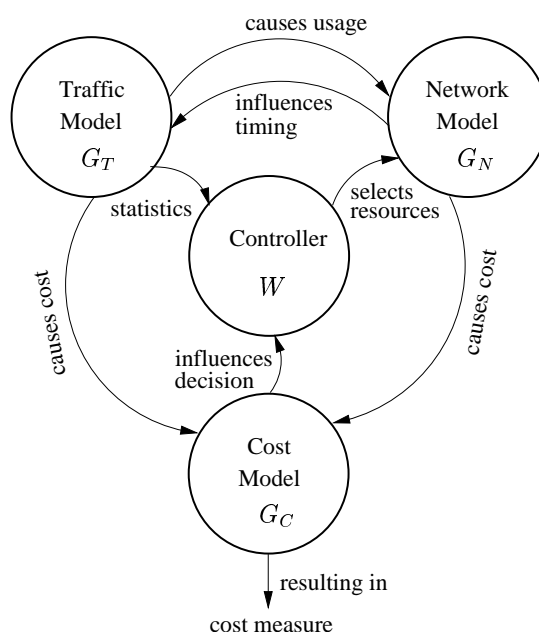 causes usage
Traffic
Model
G_T
influences
timing
Network
Model
G_N
statistics
selects
resources
Controller
W
causes cost
causes cost
influences
decision
Cost
Model
G_C
resulting in
cost measure